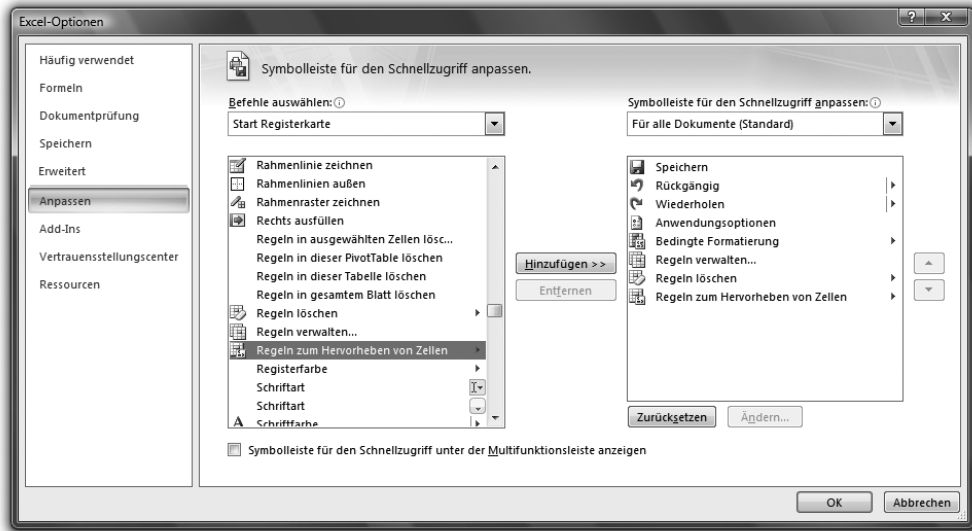 Excel-Optionen
Häufig verwendet
Formeln
Dokumentprüfung
Speichern
Erweitert
Anpassen
Add-Ins
Vertrauensstellungscenter
Ressourcen
Symbolleiste für den Schnellzugriff anpassen.
Befehle auswählen:
Start Registerkarte
Rahmenlinie zeichnen
Rahmenlinien außen
Rahmenraster zeichnen
Rechts ausfüllen
Regeln in ausgewählten Zellen lösc...
Regeln in dieser PivotTable löschen
Regeln in dieser Tabelle löschen
Regeln in gesamtem Blatt löschen
Regeln löschen
Regeln verwalten...
Regeln zum Hervorheben von Zellen
Registerfarbe
Schriftart
Schriftart
Schriftfarbe
Hinzufügen >>
Entfernen
Symbolleiste für den Schnellzugriff anpassen:
Für alle Dokumente (Standard)
Speichern
Rückgängig
Wiederholen
Anwendungsoptionen
Bedingte Formatierung
Regeln verwalten...
Regeln löschen
Regeln zum Hervorheben von Zellen
Zurücksetzen
Ändern...
Symbolleiste für den Schnellzugriff unter der Multifunktionsleiste anzeigen
OK
Abbrechen